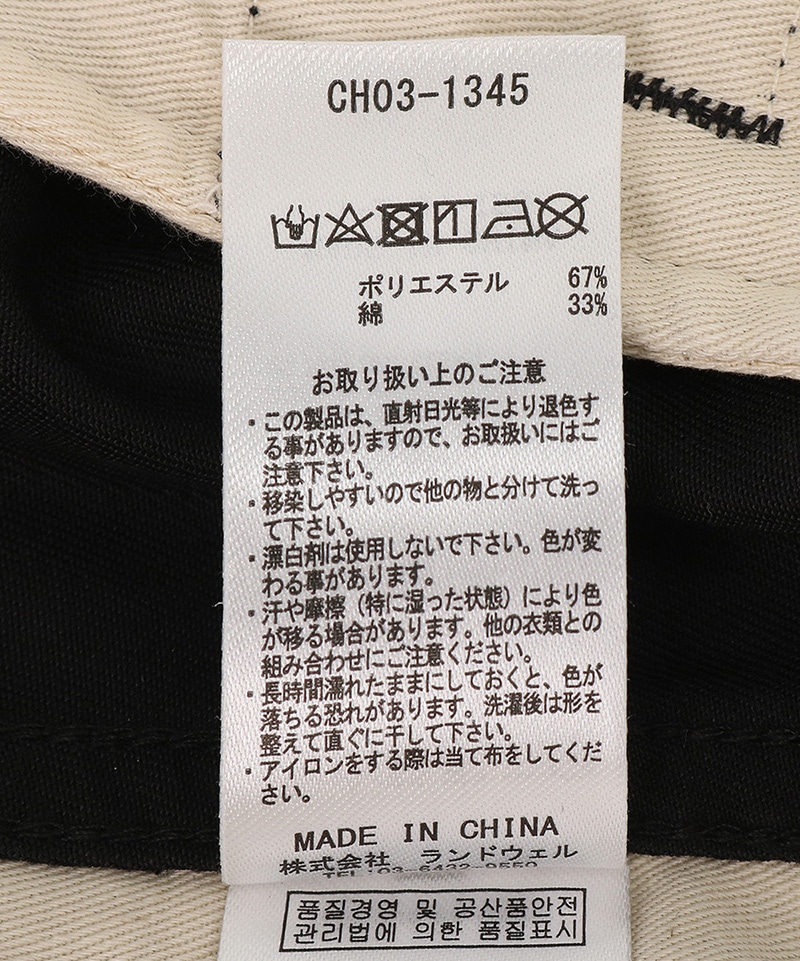 CH03-1345
ポリエステル 67%
綿 33%
お取り扱い上のご注意
・この製品は、直射日光等により退色す
る事がありますので、お取扱いにはご
注意下さい。
・移染しやすいので他の物と分けて洗っ
て下さい。
・漂白剤は使用しないで下さい。色が変
わる事があります。
・汗や摩擦（特に湿った状態）により色
が移る場合があります。他の衣類との
組み合わせにご注意ください。
・長時間濡れたままにしておくと、色が
落ちる恐れがあります。洗濯後は形を
整えて直ぐに干して下さい。
・アイロンをする際は当て布をしてくだ
さい。
MADE IN CHINA
株式会社 ランドウェル
TEL:03-6432-9550
품질경영 및 공산품안전
관리법에 의한 품질표시